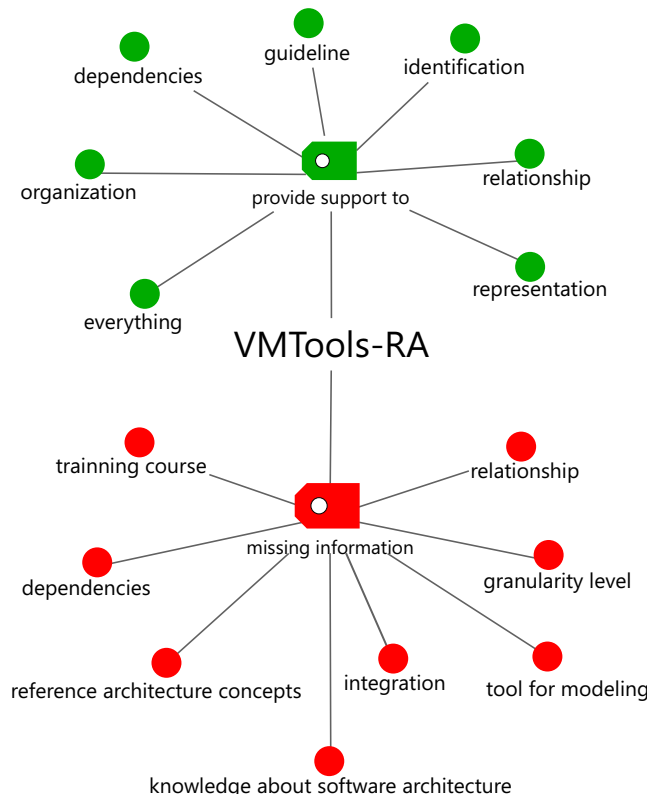 guideline
identification
dependencies
relationship
organization
provide support to
representation
everything
VMTools-RA
trainning course
relationship
missing information
granularity level
dependencies
integration
tool for modeling
reference architecture concepts
knowledge about software architecture